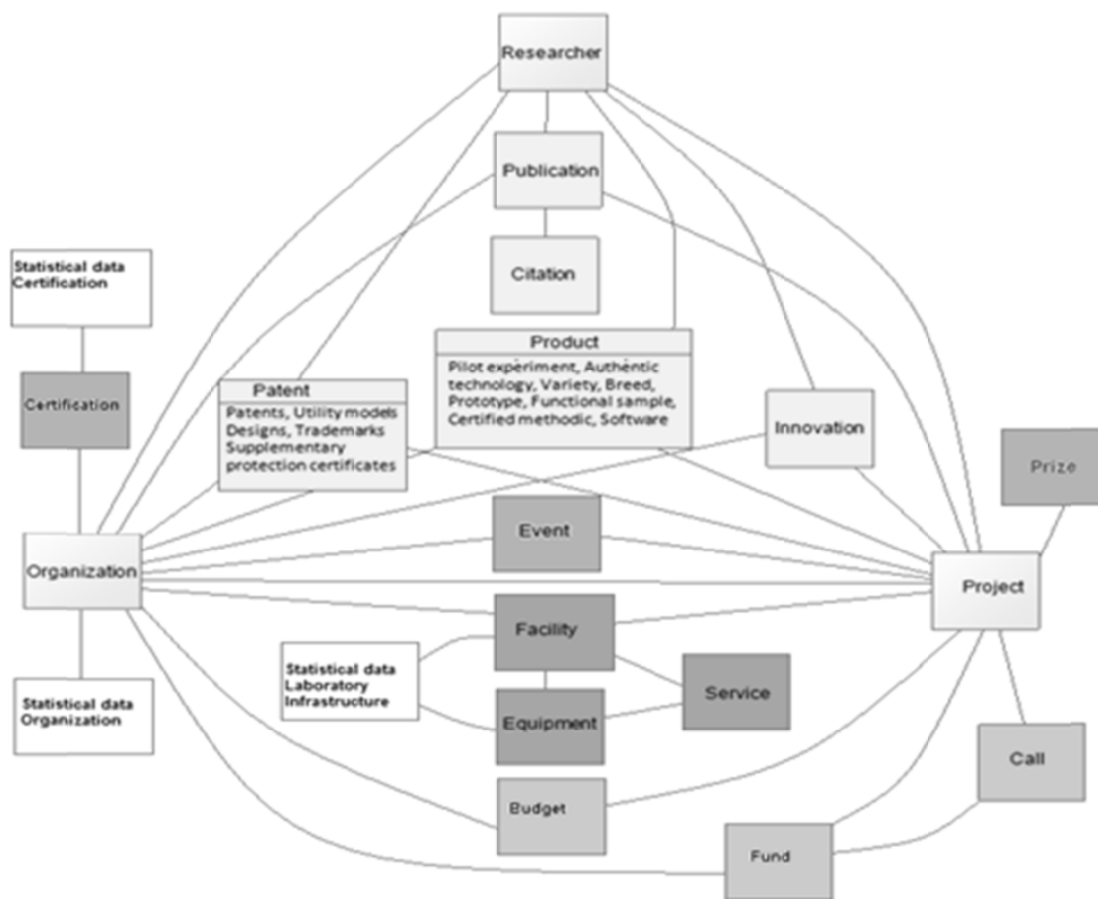 Researcher
Publication
Citation
Statistical data
Certification
Product
Pilot experiment, Authentic
technology, Variety, Breed,
Prototype, Functional sample,
Certified methodic, Software
Patent
Patents, Utility models
Designs, Trademarks
Supplementary
protection certificates
Certification
Innovation
Prize
Event
Organization
Project
Facility
Statistical data
Laboratory
Infrastructure
Service
Equipment
Statistical data
Organization
Call
Budget
Fund